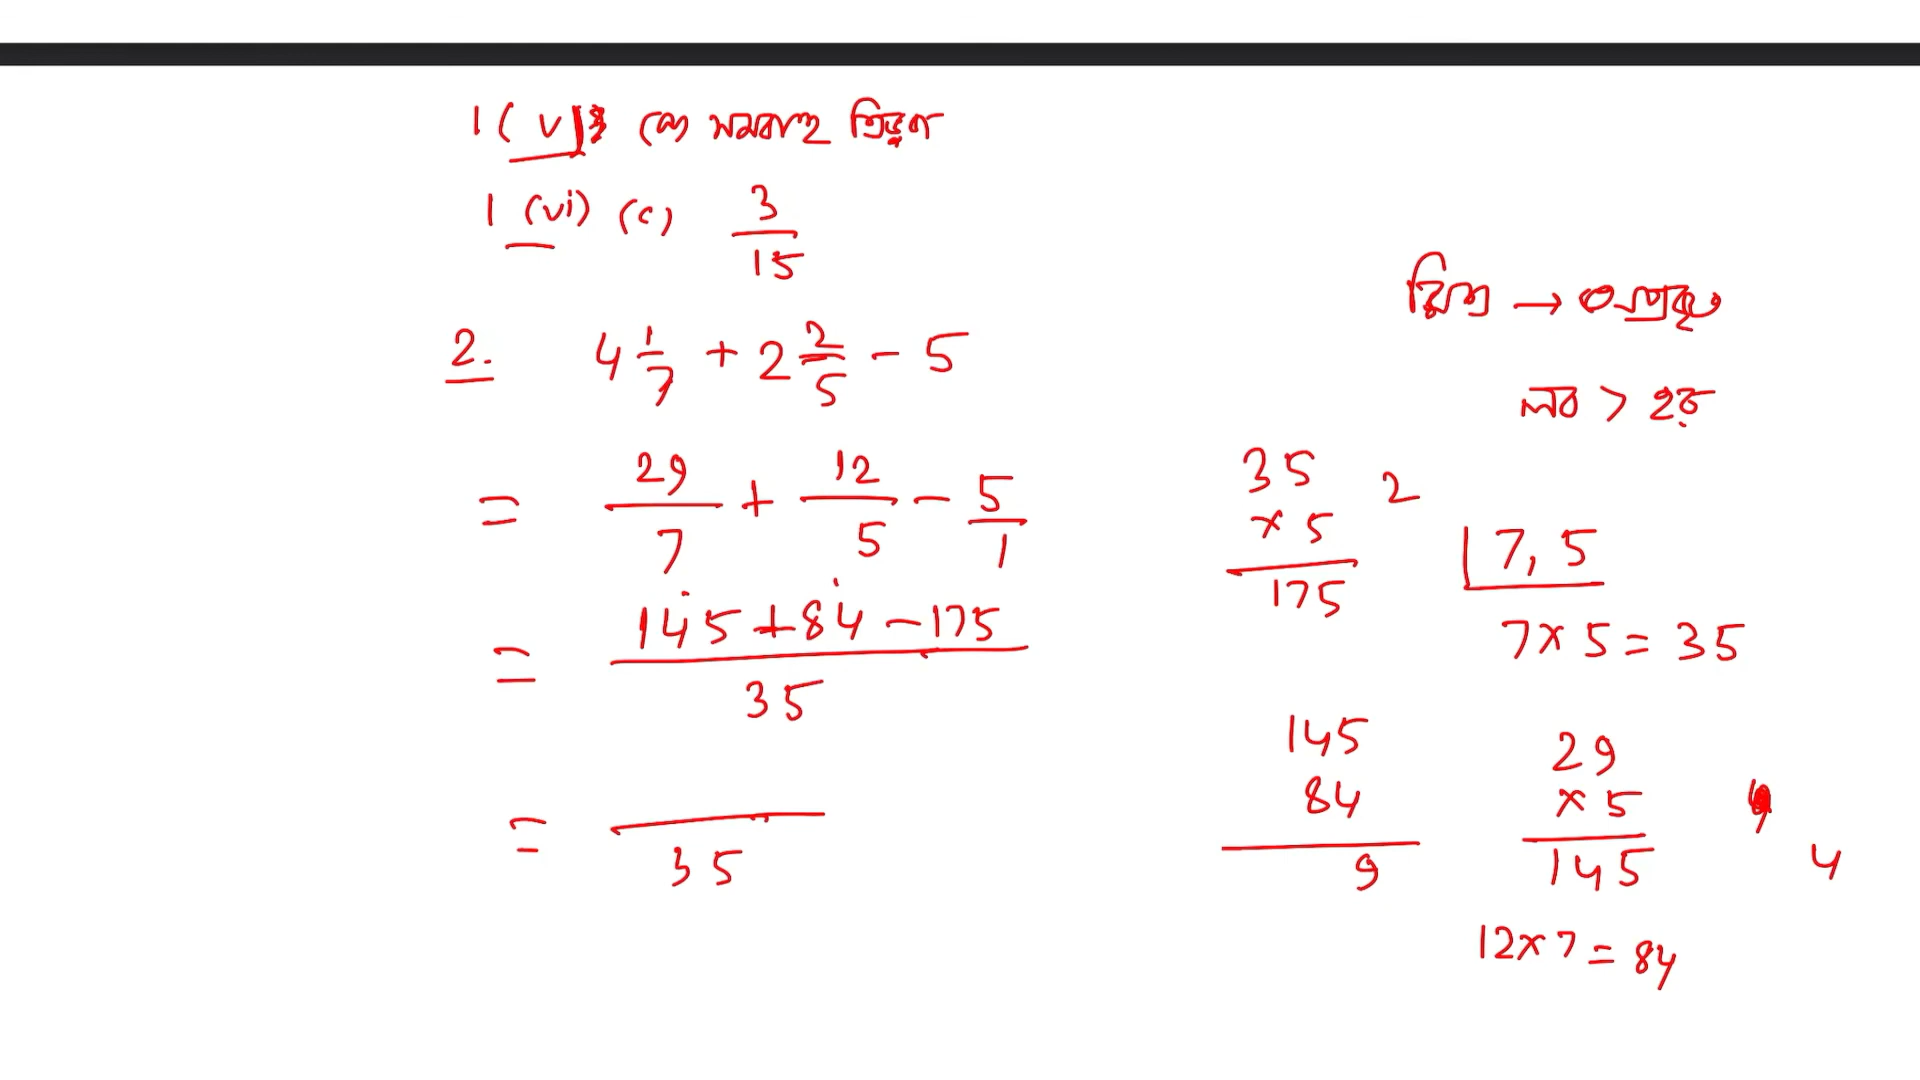 1(v) সমবাহু ত্রিভুজ
1 (vi) (c) 3/15
2. 4 1/7 + 2 2/5 - 5
= 29/7 + 12/5 - 5/1
= 145+84-175/35
= /35
মিশ্র → অপ্রকৃত
লব > হর
35
× 5
175
2
7, 5
7×5=35
145
84
9
29
× 5
145
4
12×7=84